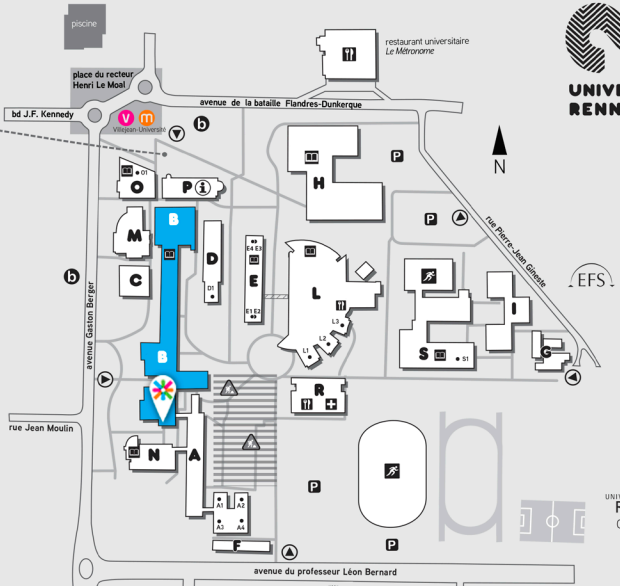 piscine
restaurant universitaire
Le Métronome
UNIVE
RENN
place du recteur
Henri Le Moal
bd J.F. Kennedy
avenue de la bataille Flandres-Dunkerque
V m
Villejean-Université
b
P
N
O1
O
P i
H
B
P
M
D
E4 E3
E
C
D1
b
avenue Gaston Berger
rue Pierre-Jean Gineste
EFS
L
I
E1 E2
L3
L2
L1
B
S
S1
G
R
rue Jean Moulin
N
A
A1 A2
A3 A4
P
F
P
UNI
avenue du professeur Léon Bernard